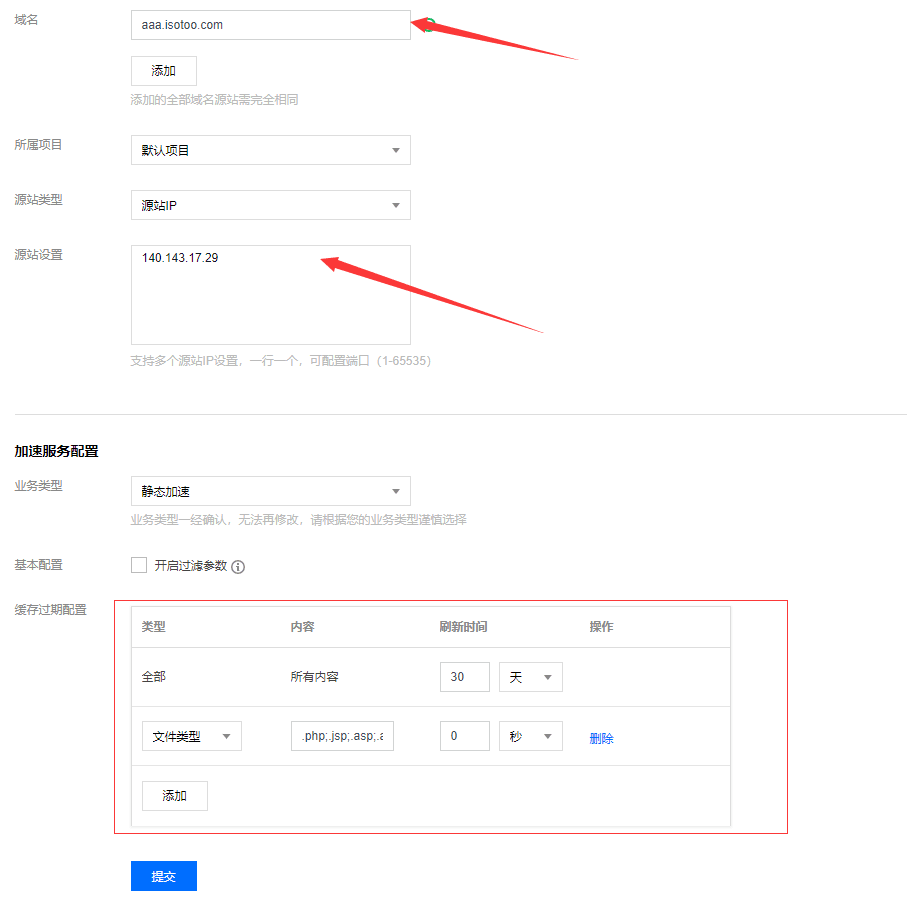 域名
aaa.isotoo.com
添加
添加的全部域名源站需完全相同
所属项目
默认项目
源站类型
源站IP
源站设置
140.143.17.29
支持多个源站IP设置，一行一个，可配置端口（1-65535）
加速服务配置
业务类型
静态加速
业务类型一经确认，无法再修改，请根据您的业务类型谨慎选择
基本配置
开启过滤参数
缓存过期配置
类型 内容 刷新时间 操作
全部 所有内容 30 天
文件类型 .php;.jsp;.asp;.a 0 秒 删除
添加
提交